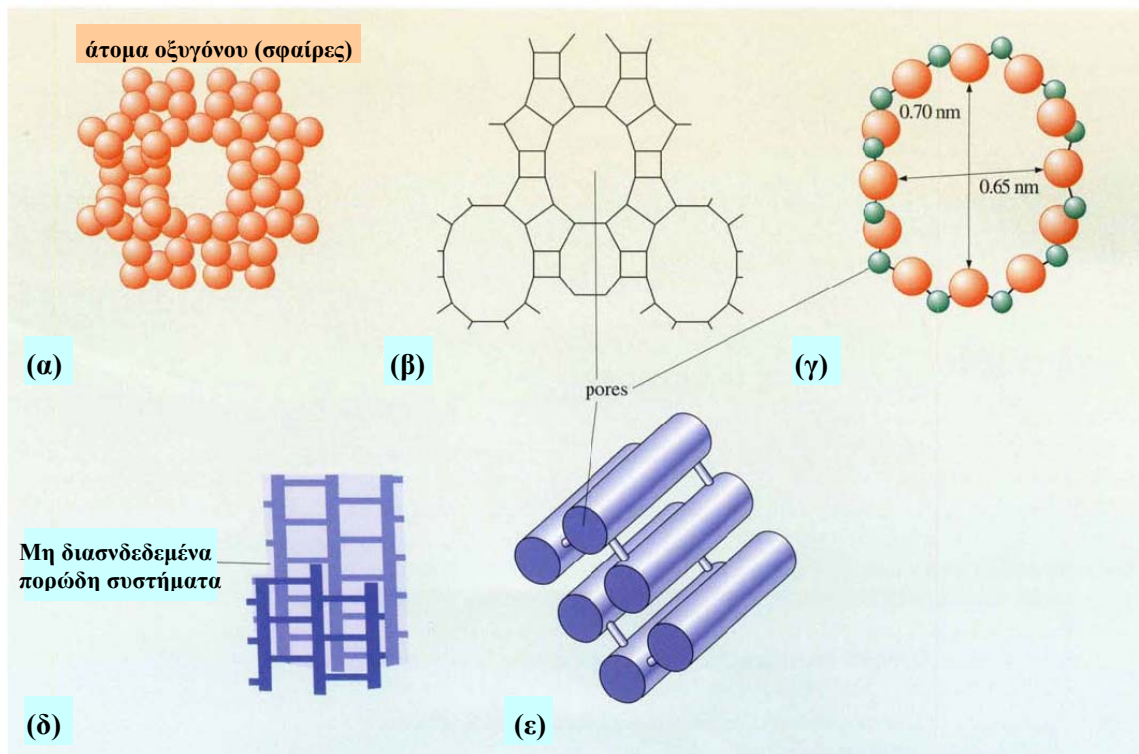 άτομα οξυγόνου (σφαίρες)
0.70 nm
0.65 nm
(α)
(β)
(γ)
pores
Μη διασνδεδεμένα
πορώδη συστήματα
(δ)
(ε)